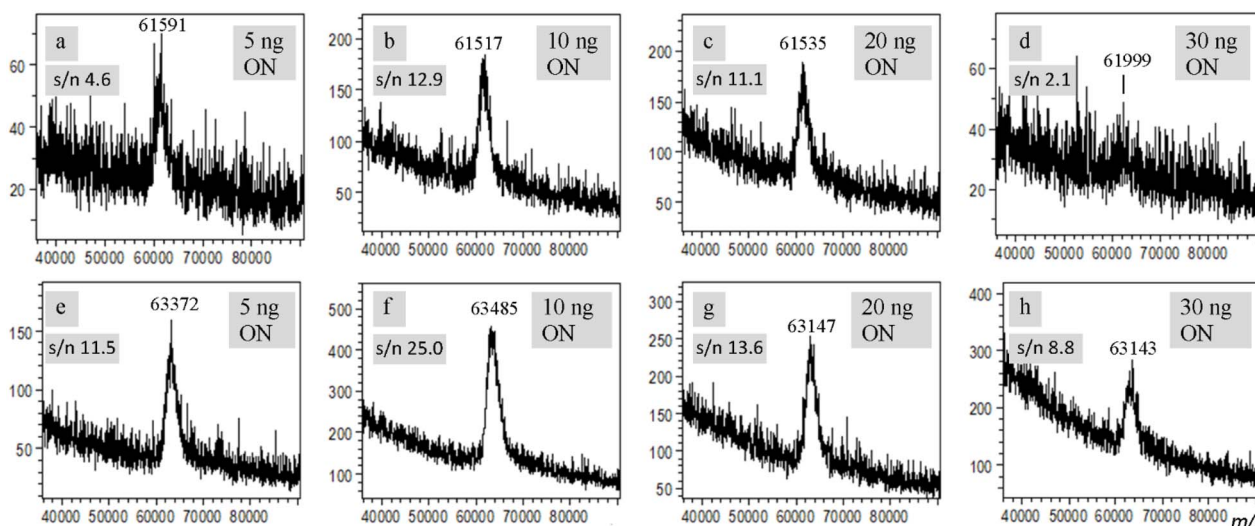 a
61591
5 ng
ON
s/n 4.6
60
40
20
40000 50000 60000 70000 80000
b
61517
10 ng
ON
s/n 12.9
200
150
100
50
40000 50000 60000 70000 80000
c
61535
20 ng
ON
s/n 11.1
200
150
100
50
40000 50000 60000 70000 80000
d
61999
30 ng
ON
s/n 2.1
80
60
40
20
40000 50000 60000 70000 80000
e
63372
5 ng
ON
s/n 11.5
150
100
50
40000 50000 60000 70000 80000
f
63485
10 ng
ON
s/n 25.0
500
400
300
200
100
40000 50000 60000 70000 80000
g
63147
20 ng
ON
s/n 13.6
300
250
200
150
100
50
40000 50000 60000 70000 80000
h
63143
30 ng
ON
s/n 8.8
400
300
200
100
40000 50000 60000 70000 80000